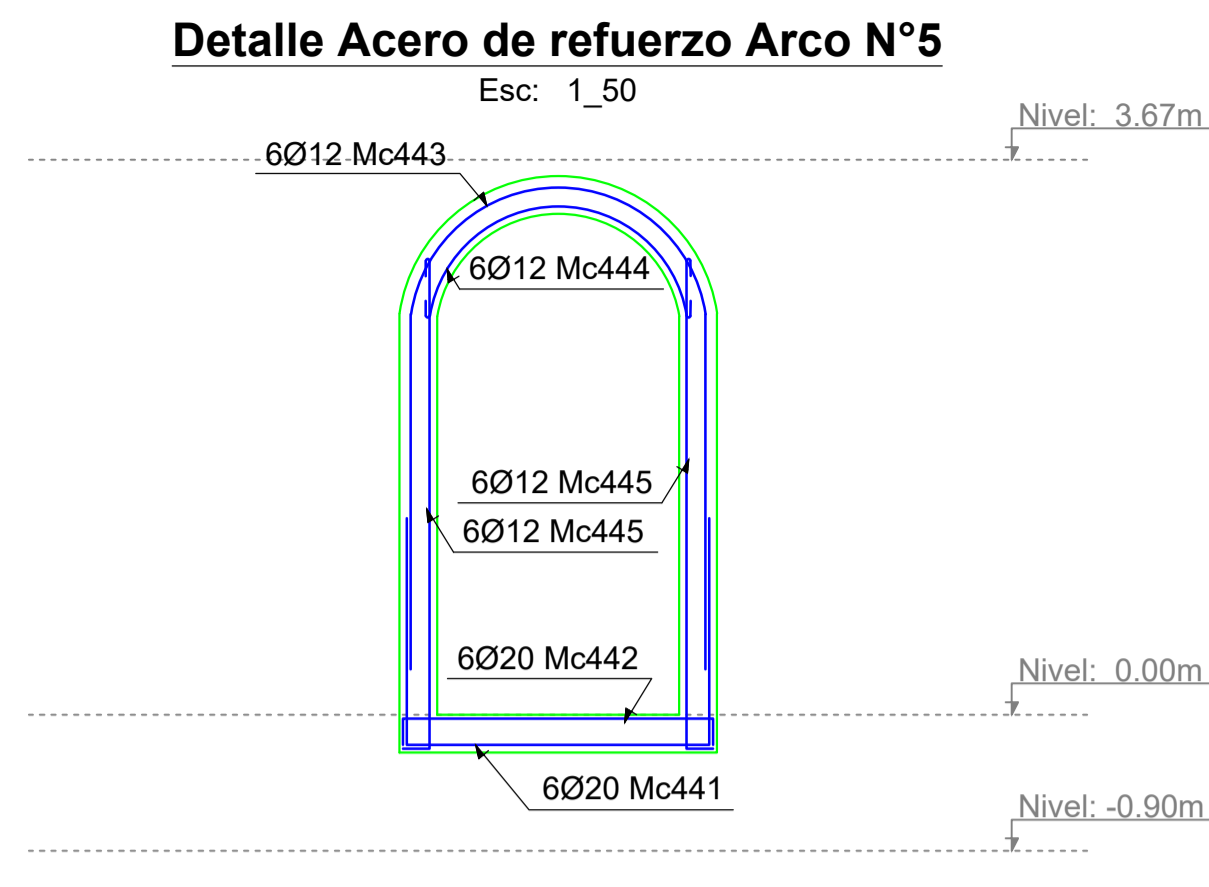 Detalle Acero de refuerzo Arco N°5
Esc: 1_50
Nivel: 3.67m
6Ø12 Mc443
6Ø12 Mc444
6Ø12 Mc445
6Ø12 Mc445
6Ø20 Mc442
Nivel: 0.00m
6Ø20 Mc441
Nivel: -0.90m